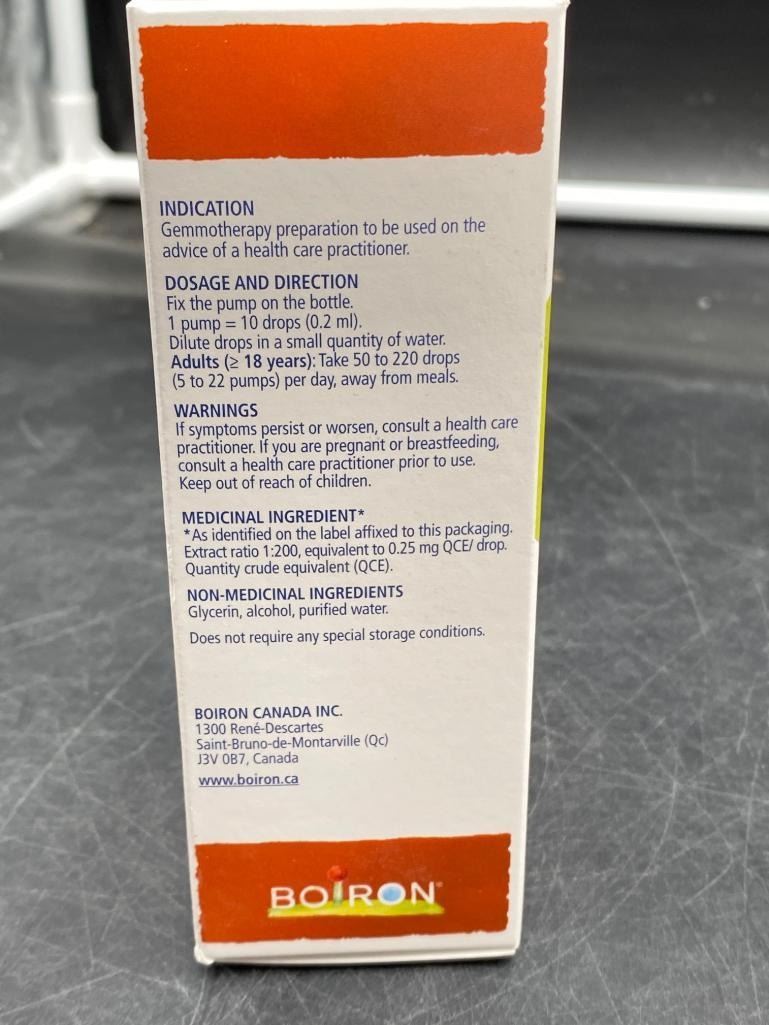 INDICATION
Gemmotherapy preparation to be used on the
advice of a health care practitioner.
DOSAGE AND DIRECTION
Fix the pump on the bottle.
1 pump = 10 drops (0.2 ml).
Dilute drops in a small quantity of water.
Adults (≥ 18 years): Take 50 to 220 drops
(5 to 22 pumps) per day, away from meals.
WARNINGS
If symptoms persist or worsen, consult a health care
practitioner. If you are pregnant or breastfeeding,
consult a health care practitioner prior to use.
Keep out of reach of children.
MEDICINAL INGREDIENT*
*As identified on the label affixed to this packaging.
Extract ratio 1:200, equivalent to 0.25 mg QCE/ drop.
Quantity crude equivalent (QCE).
NON-MEDICINAL INGREDIENTS
Glycerin, alcohol, purified water.
Does not require any special storage conditions.
BOIRON CANADA INC.
1300 René-Descartes
Saint-Bruno-de-Montarville (Qc)
J3V 0B7, Canada
www.boiron.ca
BOIRON